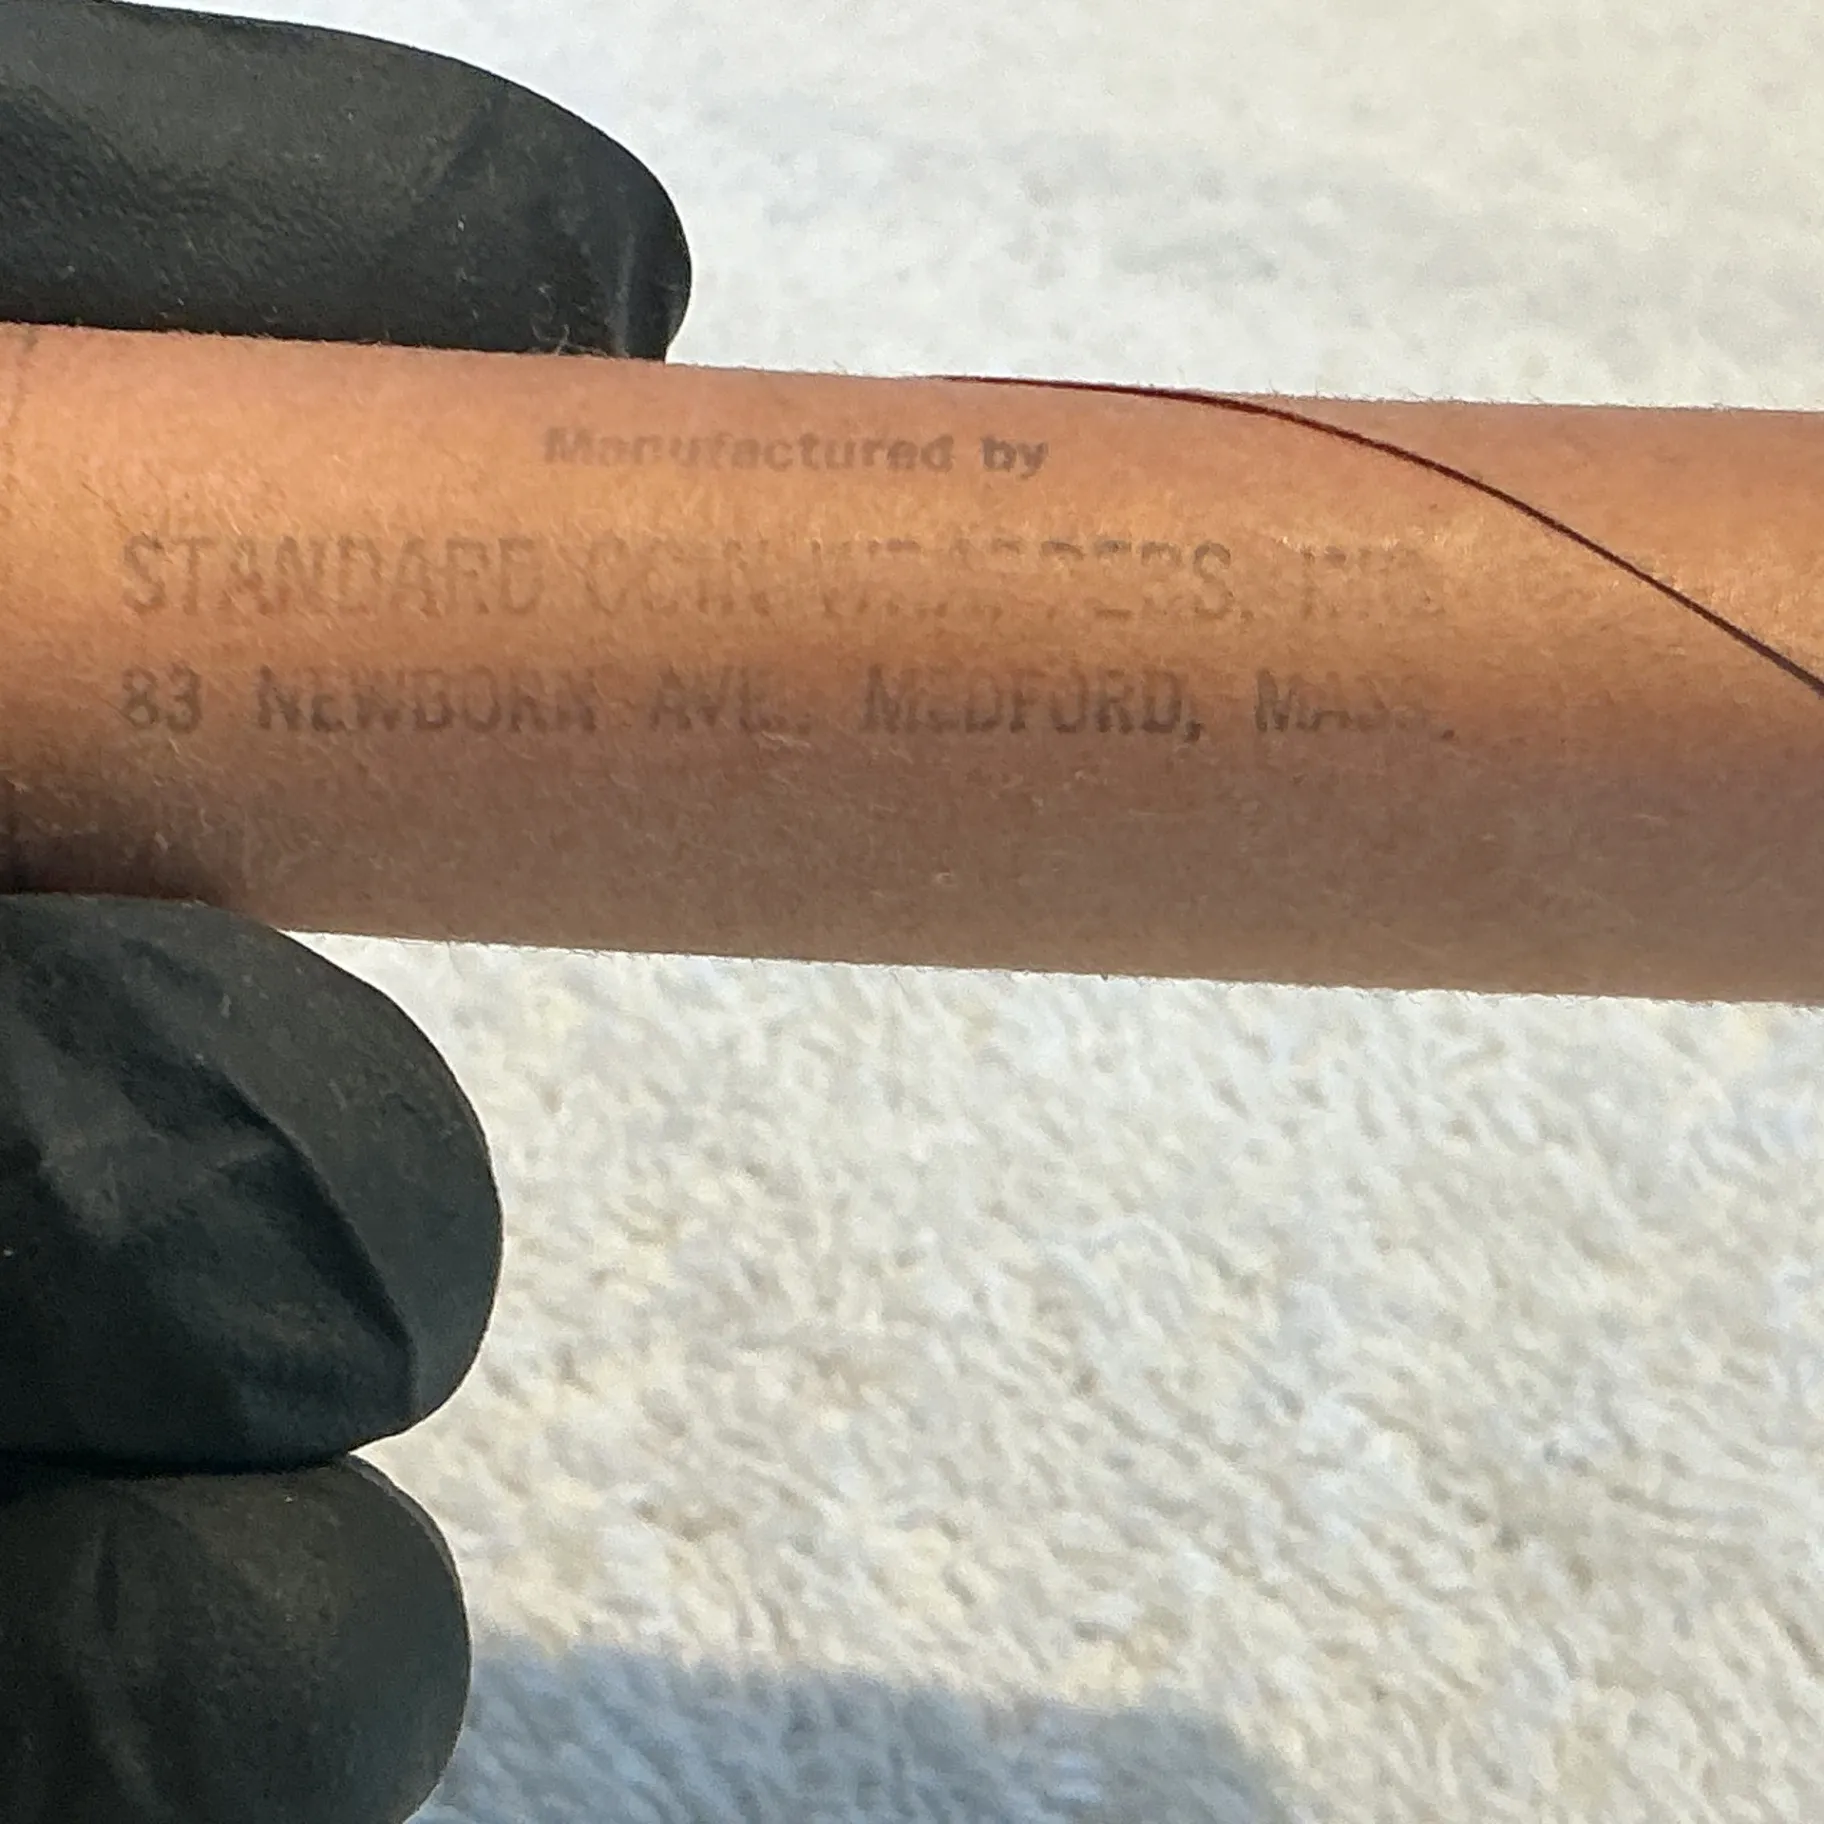 Manufactured by
STANDARD COIN WRAPPERS, INC
83 NEWBORN AVE., MEDFORD, MASS.